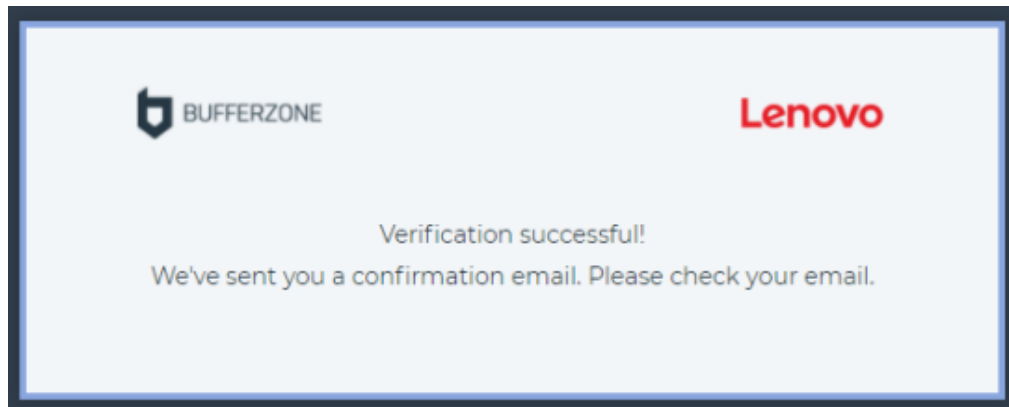 BUFFERZONE
Lenovo
Verification successful!
We've sent you a confirmation email. Please check your email.